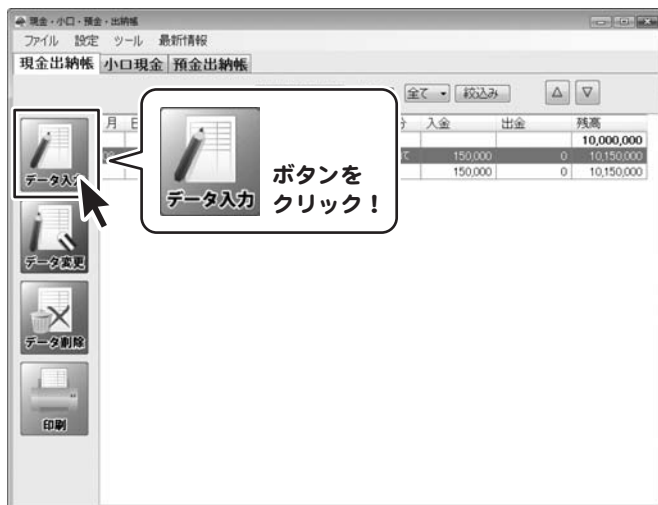 現金・小口・預金・出納帳
ファイル 設定 ツール 最新情報
現金出納帳 小口現金 預金出納帳
全て 絞込み △ ▽
月 日 入金 出金 残高
10,000,000
150,000 0 10,150,000
150,000 0 10,150,000
データ入力
データ入力
ボタンを
クリック！
データ変更
データ削除
印刷